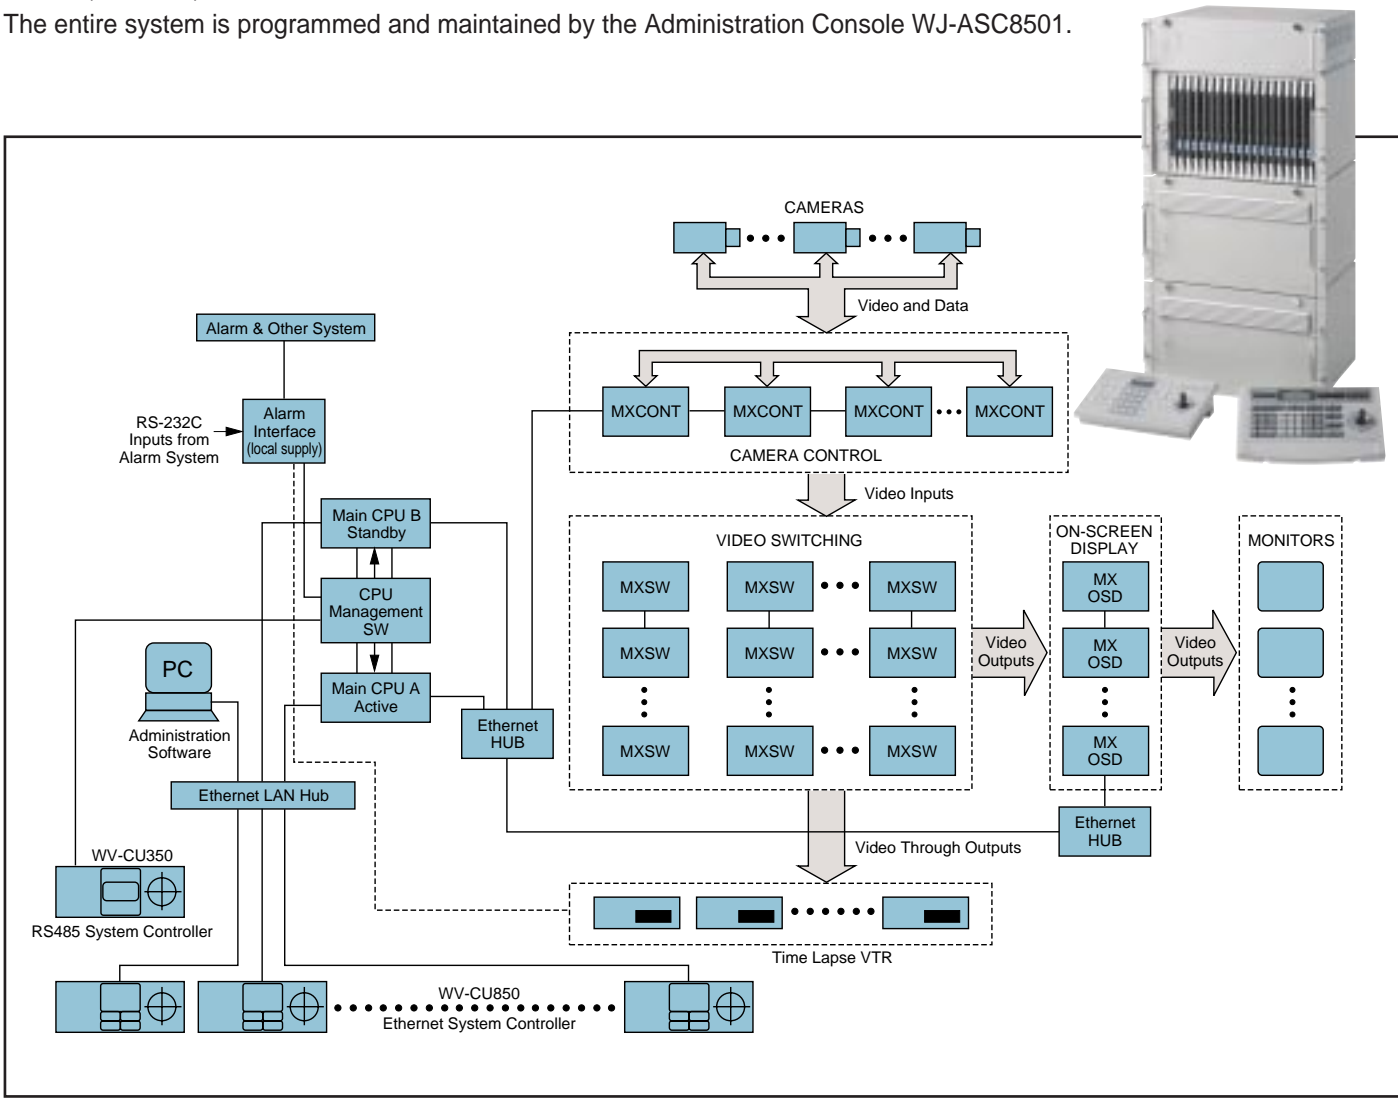 The entire system is programmed and maintained by the Administration Console WJ-ASC8501.
CAMERAS
Video and Data
Alarm & Other System
RS-232C
Inputs from
Alarm System
Alarm
Interface
(local supply)
MXCONT
MXCONT
MXCONT
MXCONT
CAMERA CONTROL
Video Inputs
Main CPU B
Standby
CPU
Management
SW
Main CPU A
Active
PC
Administration
Software
Ethernet
HUB
Ethernet LAN Hub
VIDEO SWITCHING
MXSW
MXSW
MXSW
MXSW
MXSW
MXSW
MXSW
MXSW
MXSW
Video
Outputs
ON-SCREEN
DISPLAY
MX
OSD
MX
OSD
MX
OSD
Video
Outputs
MONITORS
Ethernet
HUB
Video Through Outputs
WV-CU350
RS485 System Controller
Time Lapse VTR
WV-CU850
Ethernet System Controller